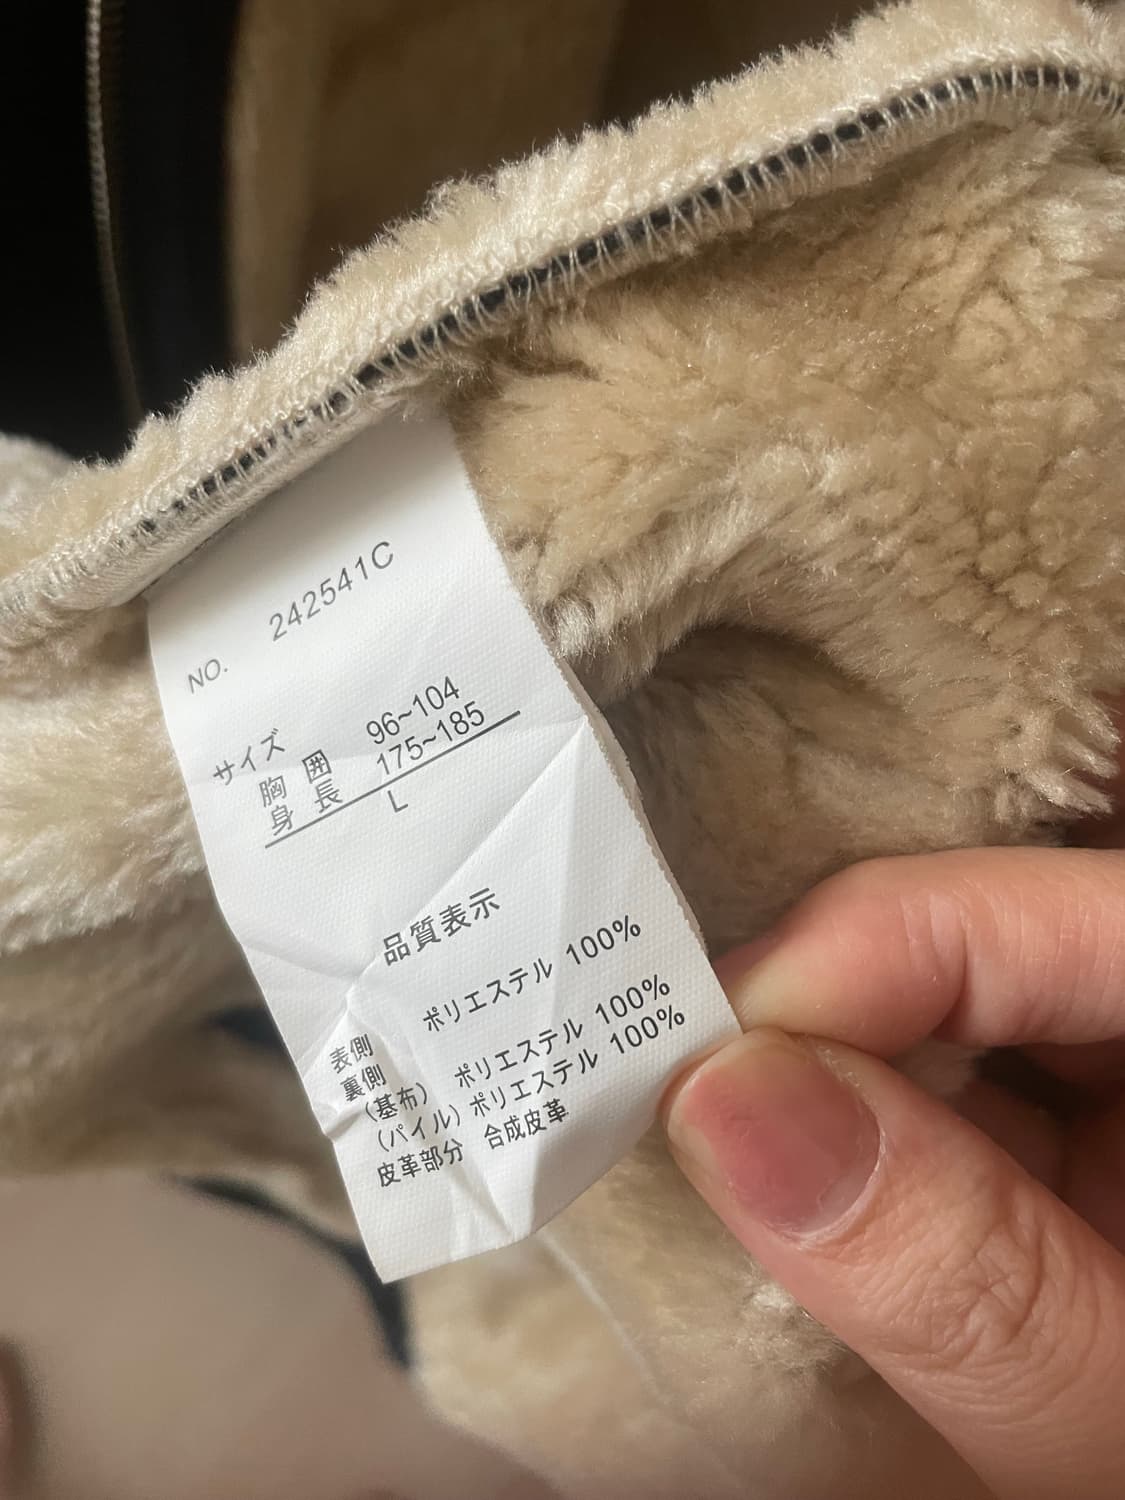 NO. 242541C
サイズ
胸囲 96~104
身長 175~185
L
品質表示
表側 ポリエステル 100%
裏側
(基布) ポリエステル 100%
(パイル) ポリエステル 100%
皮革部分 合成皮革